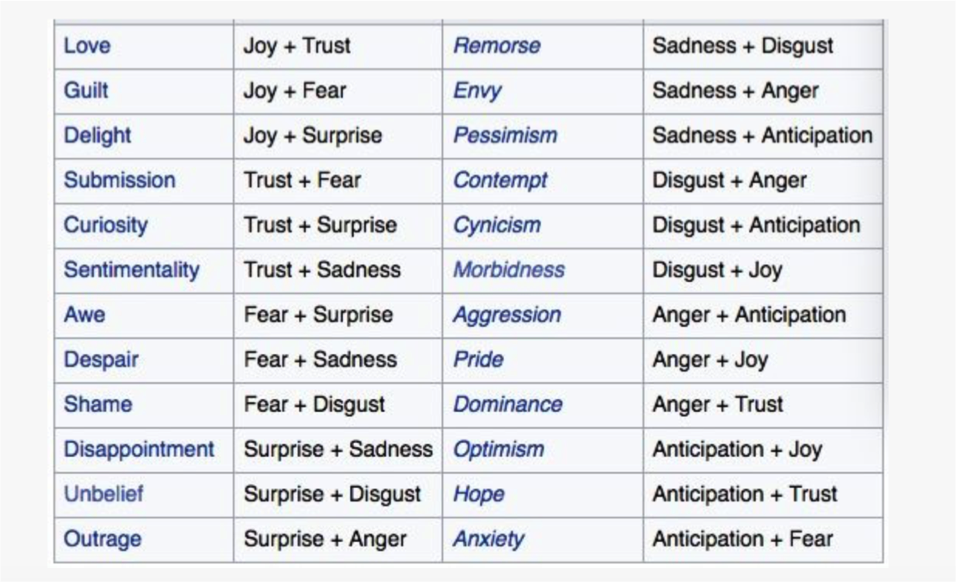 Love Joy + Trust Remorse Sadness + Disgust
Guilt Joy + Fear Envy Sadness + Anger
Delight Joy + Surprise Pessimism Sadness + Anticipation
Submission Trust + Fear Contempt Disgust + Anger
Curiosity Trust + Surprise Cynicism Disgust + Anticipation
Sentimentality Trust + Sadness Morbidness Disgust + Joy
Awe Fear + Surprise Aggression Anger + Anticipation
Despair Fear + Sadness Pride Anger + Joy
Shame Fear + Disgust Dominance Anger + Trust
Disappointment Surprise + Sadness Optimism Anticipation + Joy
Unbelief Surprise + Disgust Hope Anticipation + Trust
Outrage Surprise + Anger Anxiety Anticipation + Fear